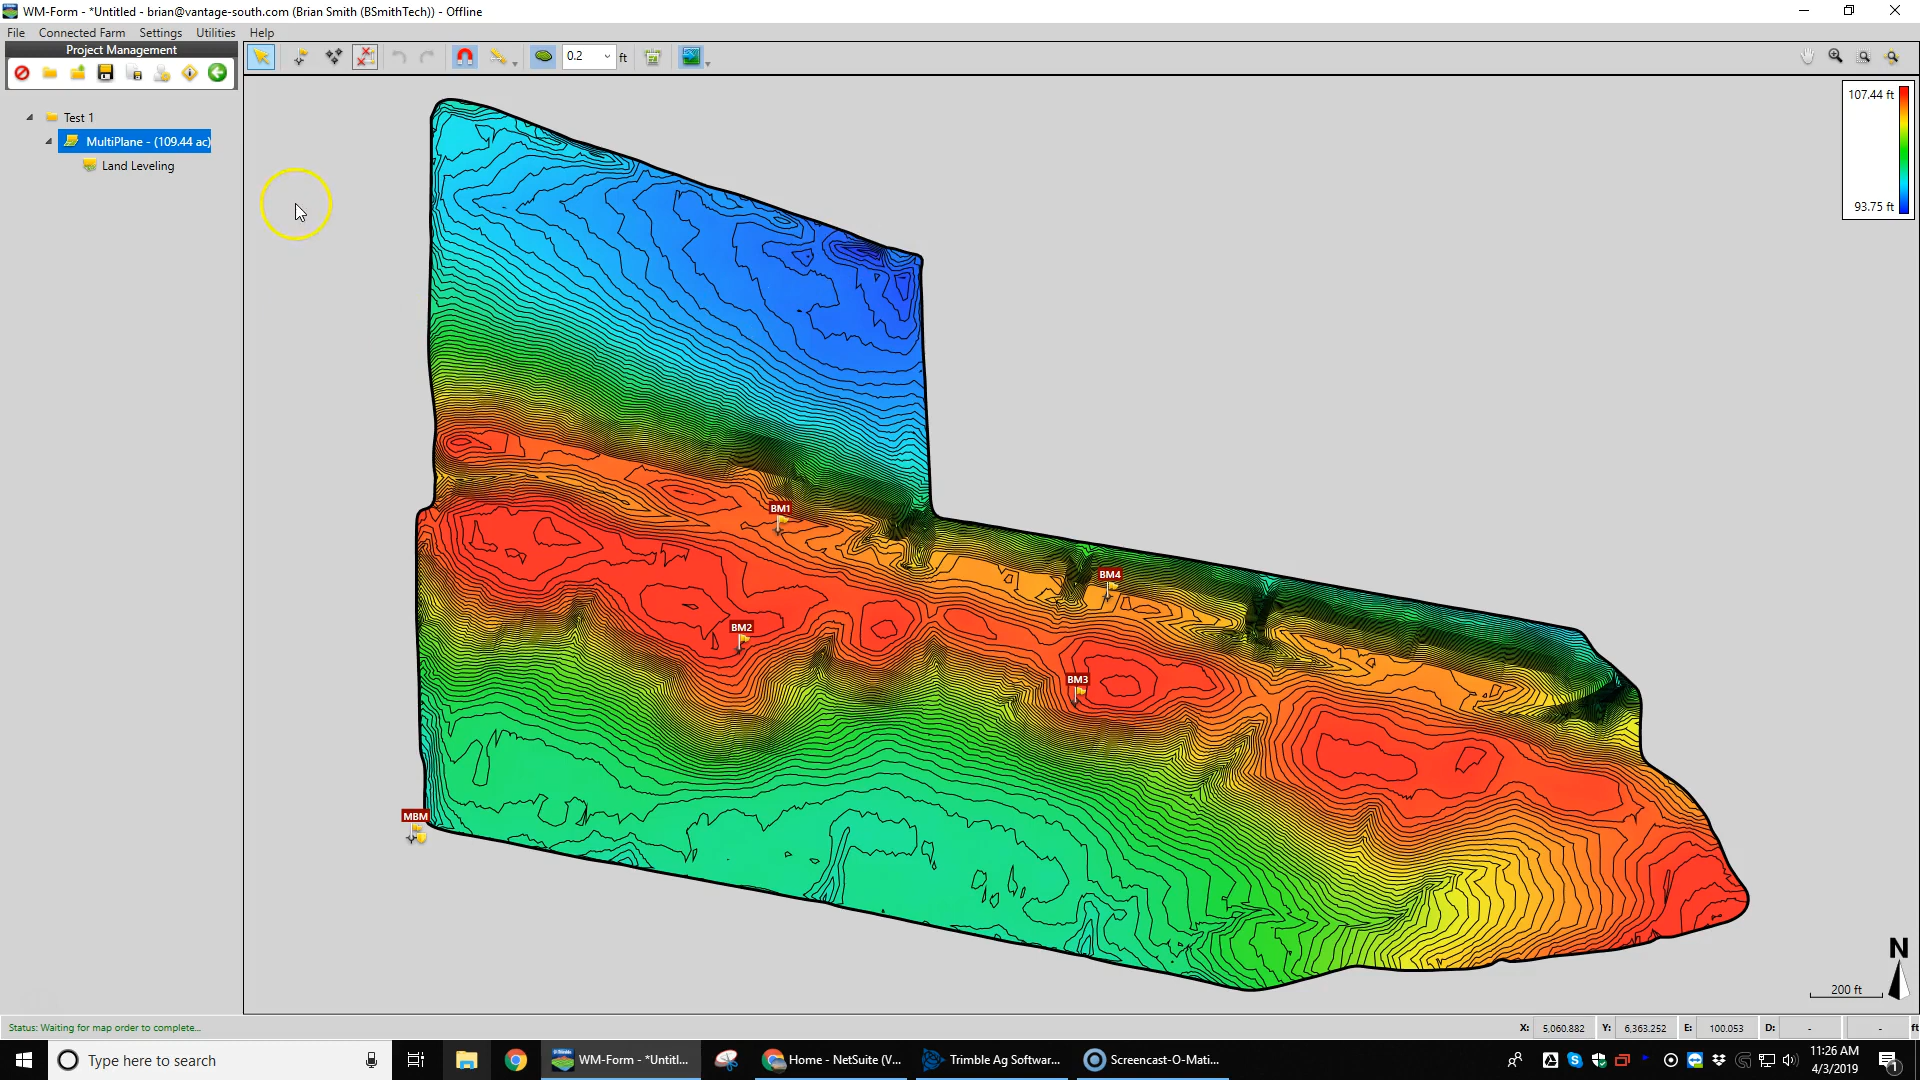 WM-Form - *Untitled - brian@vantage-south.com (Brian Smith (BSmithTech)) - Offline
File Connected Farm Settings Utilities Help
Project Management
0.2 ft
Test 1
MultiPlane - (109.44 ac)
Land Leveling
107.44 ft
93.75 ft
BM1
BM4
BM2
BM3
MBM
N
200 ft
Status: Waiting for map order to complete...
X: 5,060.882 Y: 6,363.252 E: 100.053 D: - - ft
Type here to search
WM-Form - *Untitl...
Home - NetSuite (V...
Trimble Ag Softwar...
Screencast-O-Mati...
11:26 AM
4/3/2019
1